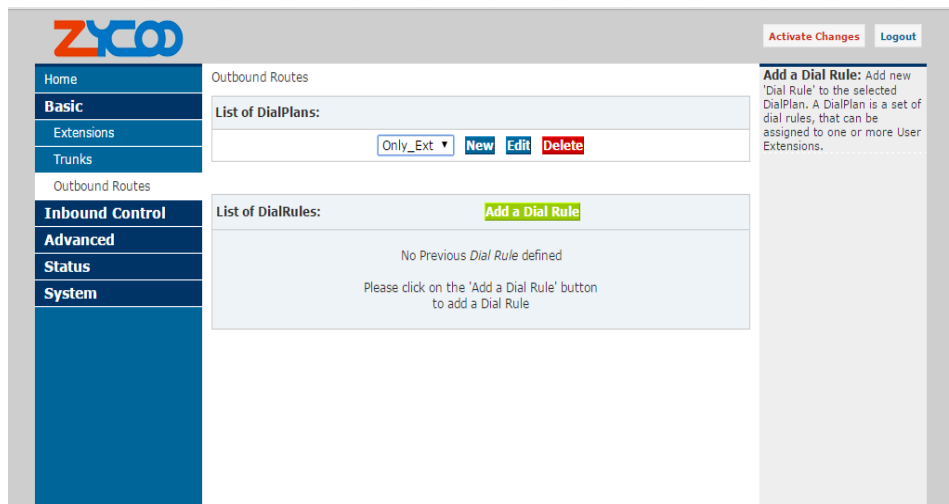 ZYCOO
Activate Changes
Logout
Home
Basic
Extensions
Trunks
Outbound Routes
Inbound Control
Advanced
Status
System
Outbound Routes
List of DialPlans:
Only_Ext
New
Edit
Delete
List of DialRules:
Add a Dial Rule
No Previous Dial Rule defined
Please click on the 'Add a Dial Rule' button
to add a Dial Rule
Add a Dial Rule: Add new
'Dial Rule' to the selected
DialPlan. A DialPlan is a set of
dial rules, that can be
assigned to one or more User
Extensions.